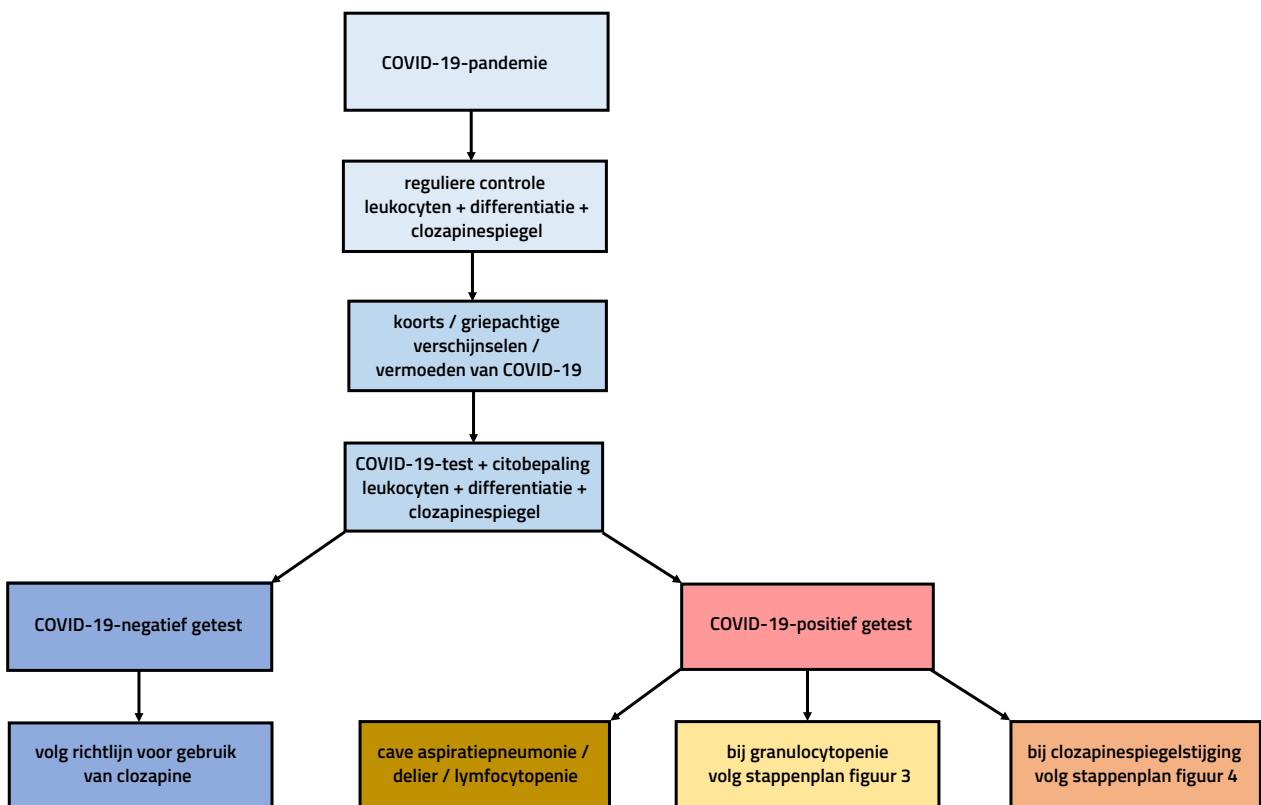 COVID-19-pandemie
reguliere controle
leukocyten + differentiatie +
clozapinespiegel
koorts / griepachtige
verschijnselen /
vermoeden van COVID-19
COVID-19-test + citobepaling
leukocyten + differentiatie +
clozapinespiegel
COVID-19-negatief getest
COVID-19-positief getest
volg richtlijn voor gebruik
van clozapine
cave aspiratiepneumonie /
delier / lymfocytopenie
bij granulocytopenie
volg stappenplan figuur 3
bij clozapinespiegelstijging
volg stappenplan figuur 4